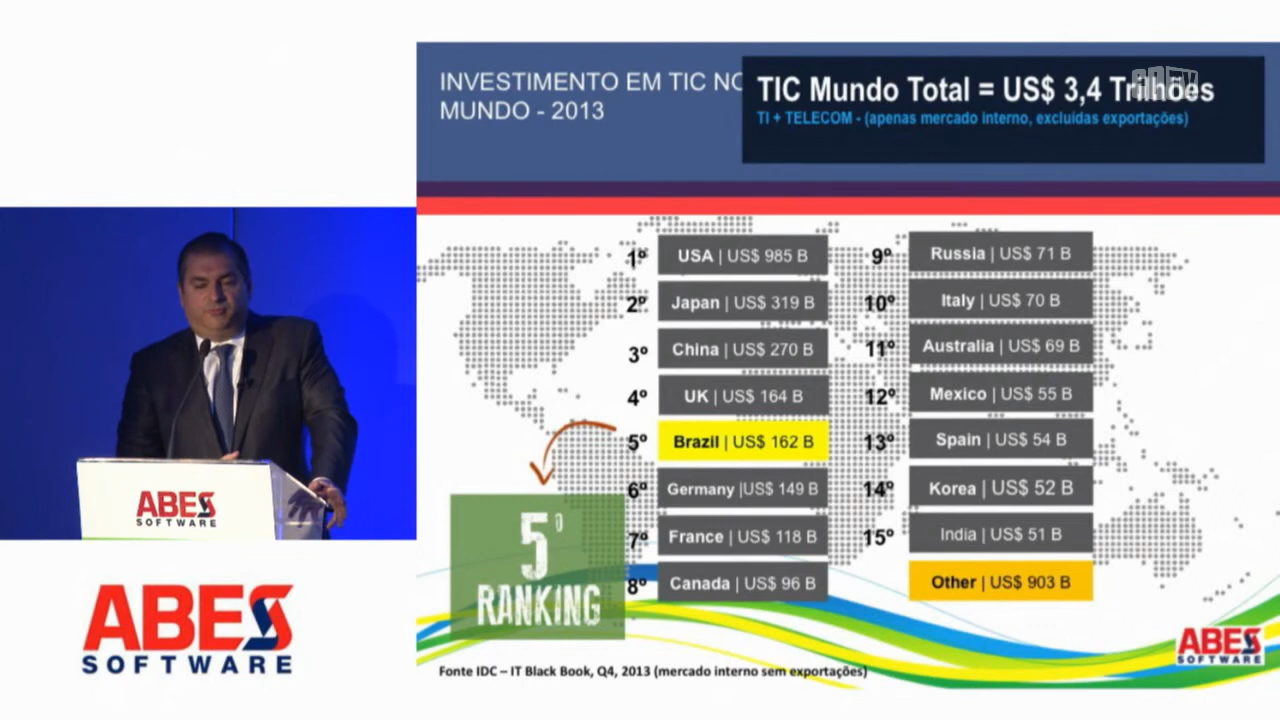 INVESTIMENTO EM TIC NO
MUNDO - 2013
TIC Mundo Total = US$ 3,4 Trilhões
TI + TELECOM - (apenas mercado interno, excluídas exportações)
1º USA | US$ 985 B
2º Japan | US$ 319 B
3º China | US$ 270 B
4º UK | US$ 164 B
5º Brazil | US$ 162 B
6º Germany |US$ 149 B
7º France | US$ 118 B
8º Canada | US$ 96 B
9º Russia | US$ 71 B
10º Italy | US$ 70 B
11º Australia | US$ 69 B
12º Mexico | US$ 55 B
13º Spain | US$ 54 B
14º Korea | US$ 52 B
15º India | US$ 51 B
Other | US$ 903 B
5º
RANKING
Fonte IDC – IT Black Book, Q4, 2013 (mercado interno sem exportações)
ABES
SOFTWARE
ABES
SOFTWARE
ABES
SOFTWARE